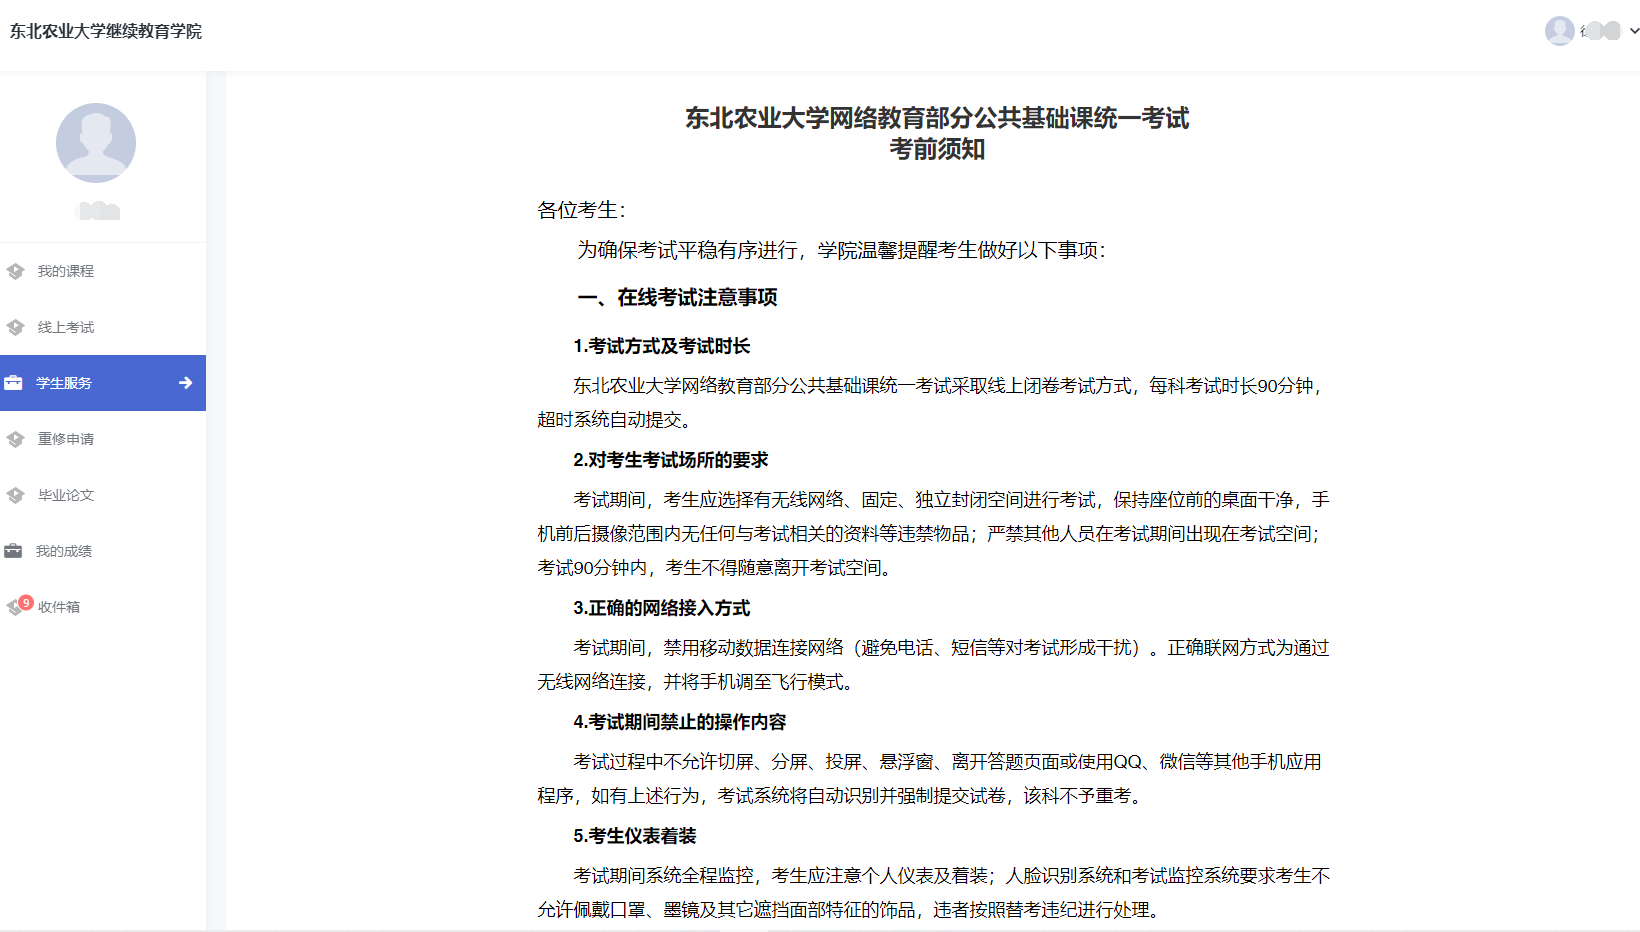 东北农业大学继续教育学院
我的课程
线上考试
学生服务
重修申请
毕业论文
我的成绩
9
收件箱
东北农业大学网络教育部分公共基础课统一考试
考前须知
各位考生：
为确保考试平稳有序进行，学院温馨提醒考生做好以下事项：
一、在线考试注意事项
1.考试方式及考试时长
东北农业大学网络教育部分公共基础课统一考试采取线上闭卷考试方式，每科考试时长90分钟，
超时系统自动提交。
2.对考生考试场所的要求
考试期间，考生应选择有无线网络、固定、独立封闭空间进行考试，保持座位前的桌面干净，手
机前后摄像范围内无任何与考试相关的资料等违禁物品；严禁其他人员在考试期间出现在考试空间；
考试90分钟内，考生不得随意离开考试空间。
3.正确的网络接入方式
考试期间，禁用移动数据连接网络（避免电话、短信等对考试形成干扰）。正确联网方式为通过
无线网络连接，并将手机调至飞行模式。
4.考试期间禁止的操作内容
考试过程中不允许切屏、分屏、投屏、悬浮窗、离开答题页面或使用QQ、微信等其他手机应用
程序，如有上述行为，考试系统将自动识别并强制提交试卷，该科不予重考。
5.考生仪表着装
考试期间系统全程监控，考生应注意个人仪表及着装；人脸识别系统和考试监控系统要求考生不
允许佩戴口罩、墨镜及其它遮挡面部特征的饰品，违者按照替考违纪进行处理。